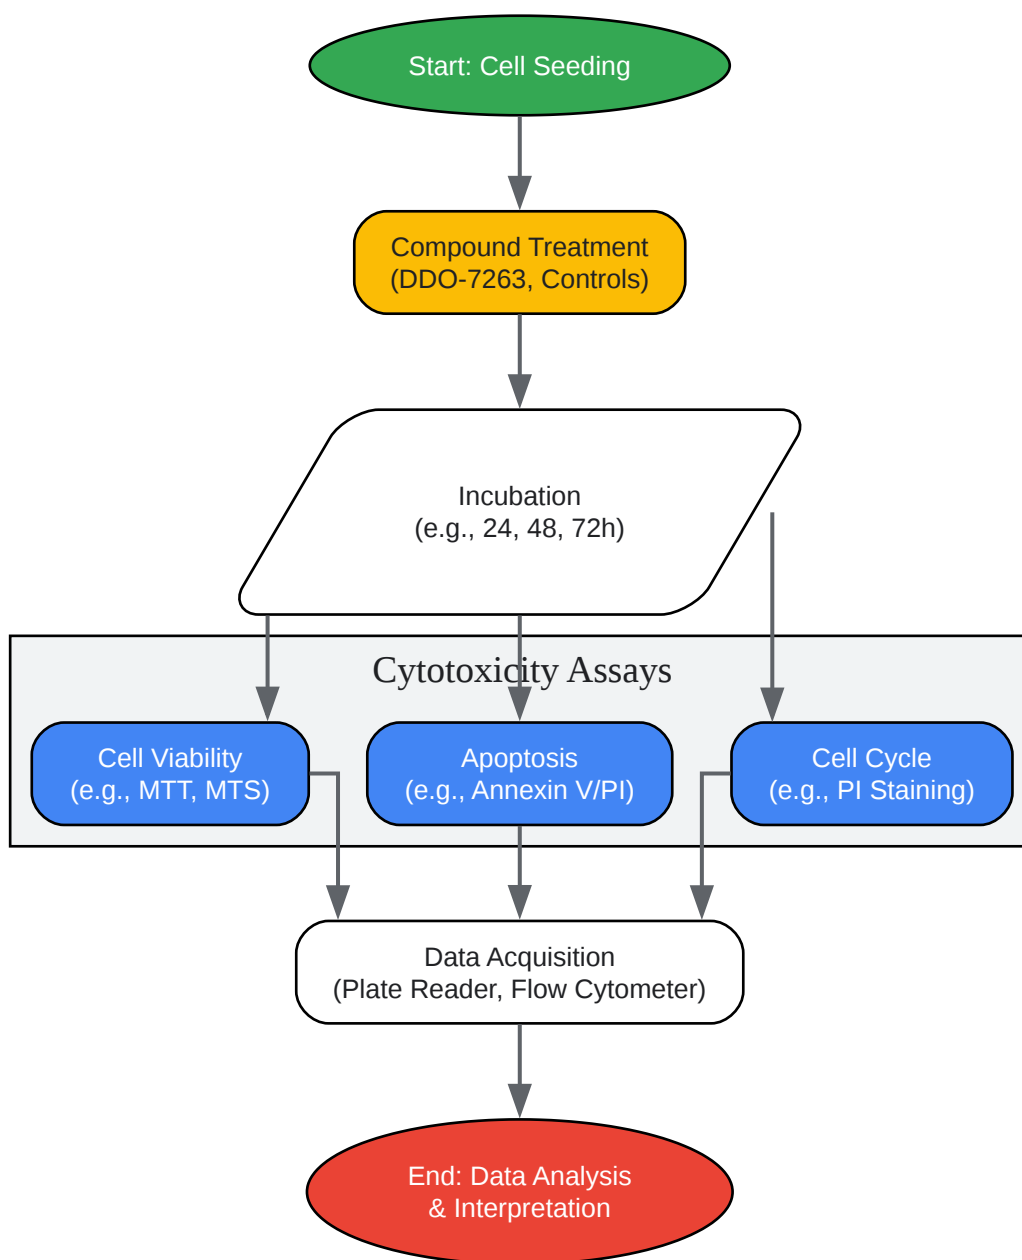 Start: Cell Seeding
Compound Treatment
(DDO-7263, Controls)
Incubation
(e.g., 24, 48, 72h)
Cytotoxicity Assays
Cell Viability
(e.g., MTT, MTS)
Apoptosis
(e.g., Annexin V/PI)
Cell Cycle
(e.g., PI Staining)
Data Acquisition
(Plate Reader, Flow Cytometer)
End: Data Analysis
& Interpretation